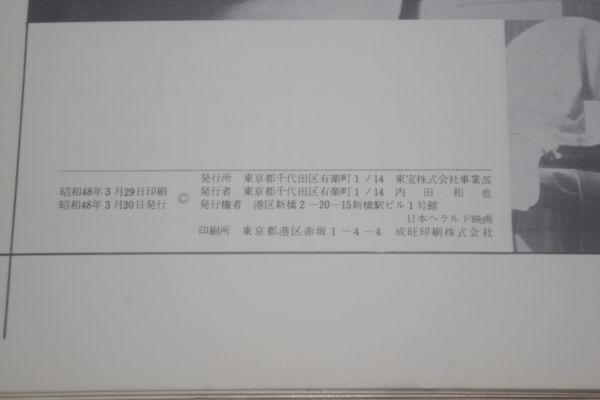 発行所 東京都千代田区有楽町1/14 東宝株式会社事業部
昭和48年3月29日印刷 © 発行者 東京都千代田区有楽町1/14 内田和也
昭和48年3月30日発行 発行権者 港区新橋2-20-15新橋駅ビル1号館
日本ヘラルド映画
印刷所 東京都港区赤坂1-4-4 成旺印刷株式会社